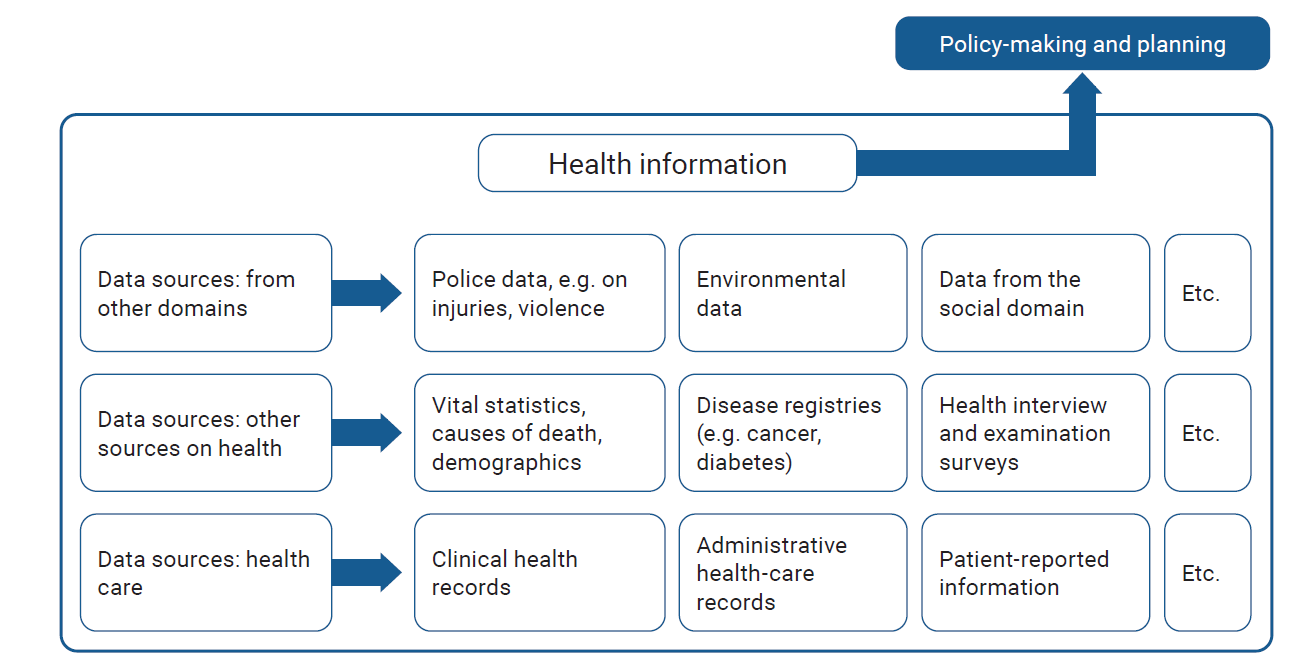 Policy-making and planning
Health information
Data sources: from
other domains
Police data, e.g. on
injuries, violence
Environmental
data
Data from the
social domain
Etc.
Data sources: other
sources on health
Vital statistics,
causes of death,
demographics
Disease registries
(e.g. cancer,
diabetes)
Health interview
and examination
surveys
Etc.
Data sources: health
care
Clinical health
records
Administrative
health-care
records
Patient-reported
information
Etc.